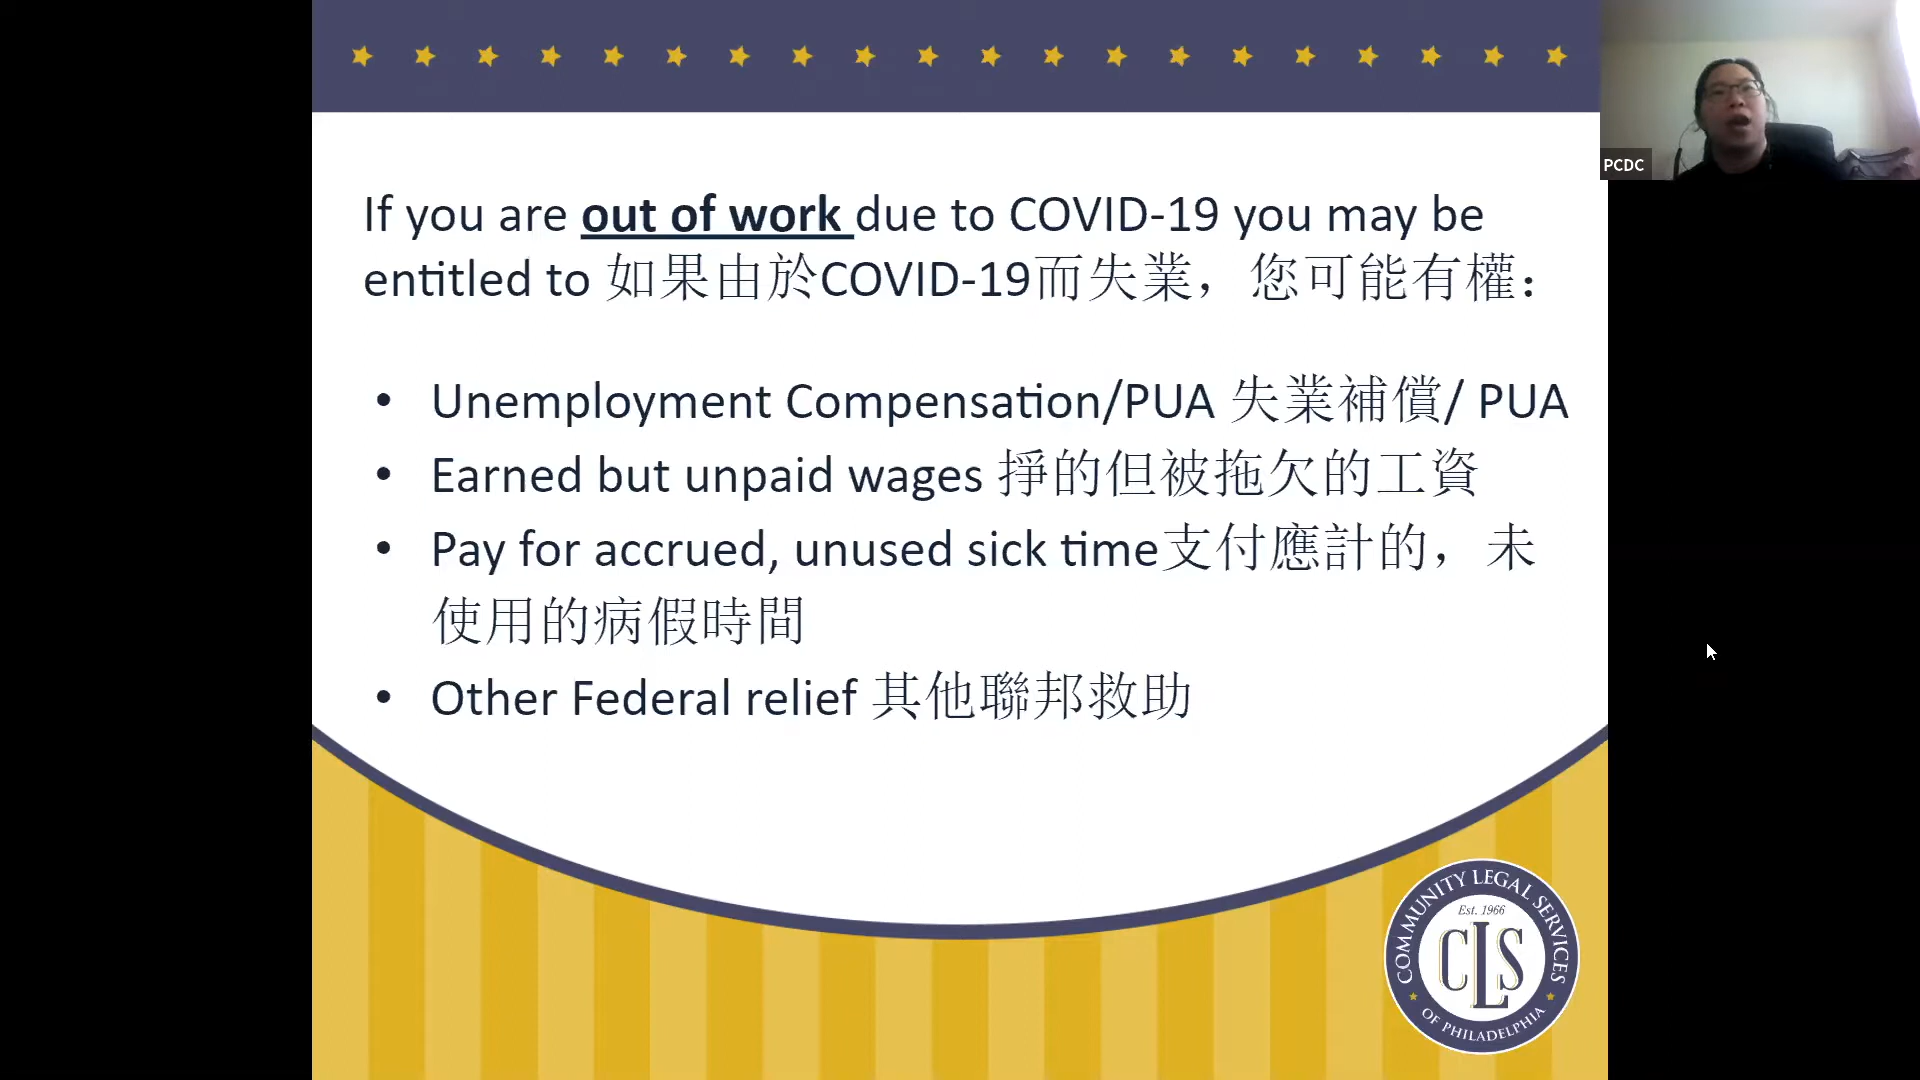 If you are out of work due to COVID-19 you may be
entitled to 如果由於COVID-19而失業，您可能有權：
• Unemployment Compensation/PUA 失業補償/ PUA
• Earned but unpaid wages 掙的但被拖欠的工資
• Pay for accrued, unused sick time支付應計的，未
使用的病假時間
• Other Federal relief 其他聯邦救助
PCDC
COMMUNITY LEGAL SERVICES
Est. 1966
CLS
OF PHILADELPHIA